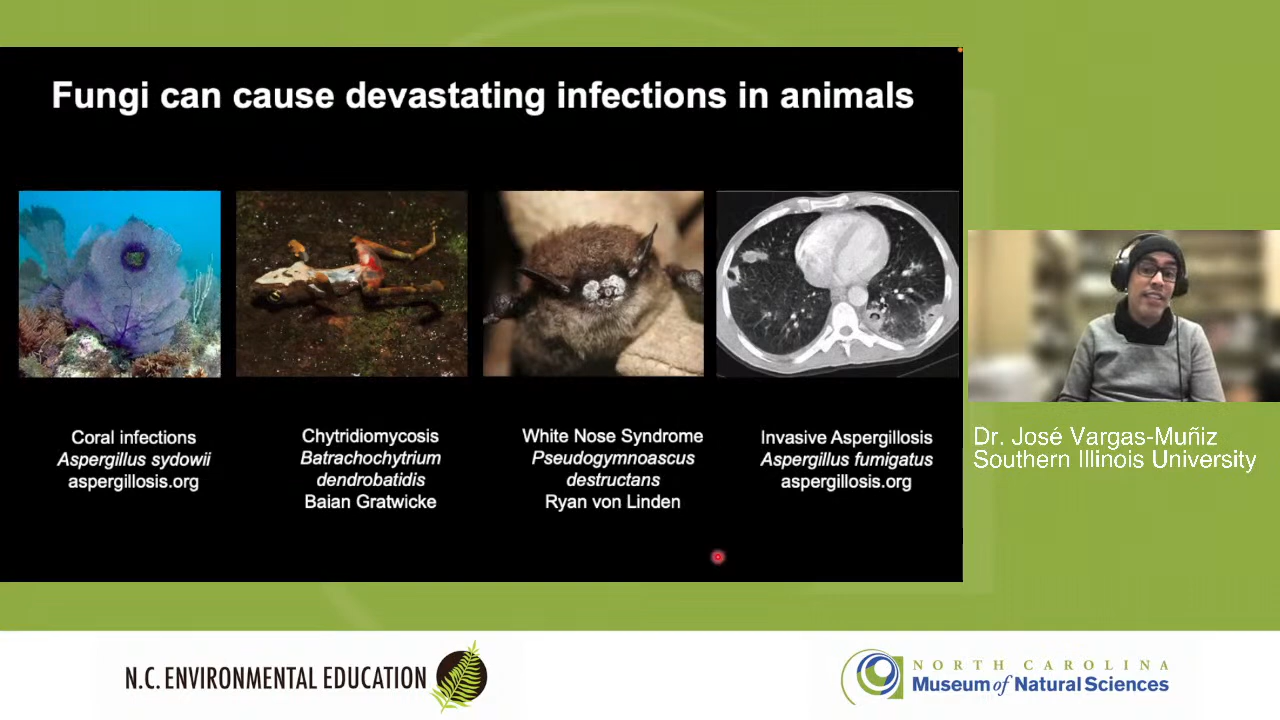 Fungi can cause devastating infections in animals
Coral infections
Aspergillus sydowii
aspergillosis.org
Chytridiomycosis
Batrachochytrium
dendrobatidis
Baian Gratwicke
White Nose Syndrome
Pseudogymnoascus
destructans
Ryan von Linden
Invasive Aspergillosis
Aspergillus fumigatus
aspergillosis.org
Dr. José Vargas-Muñiz
Southern Illinois University
N.C. ENVIRONMENTAL EDUCATION
NORTH CAROLINA
Museum of Natural Sciences